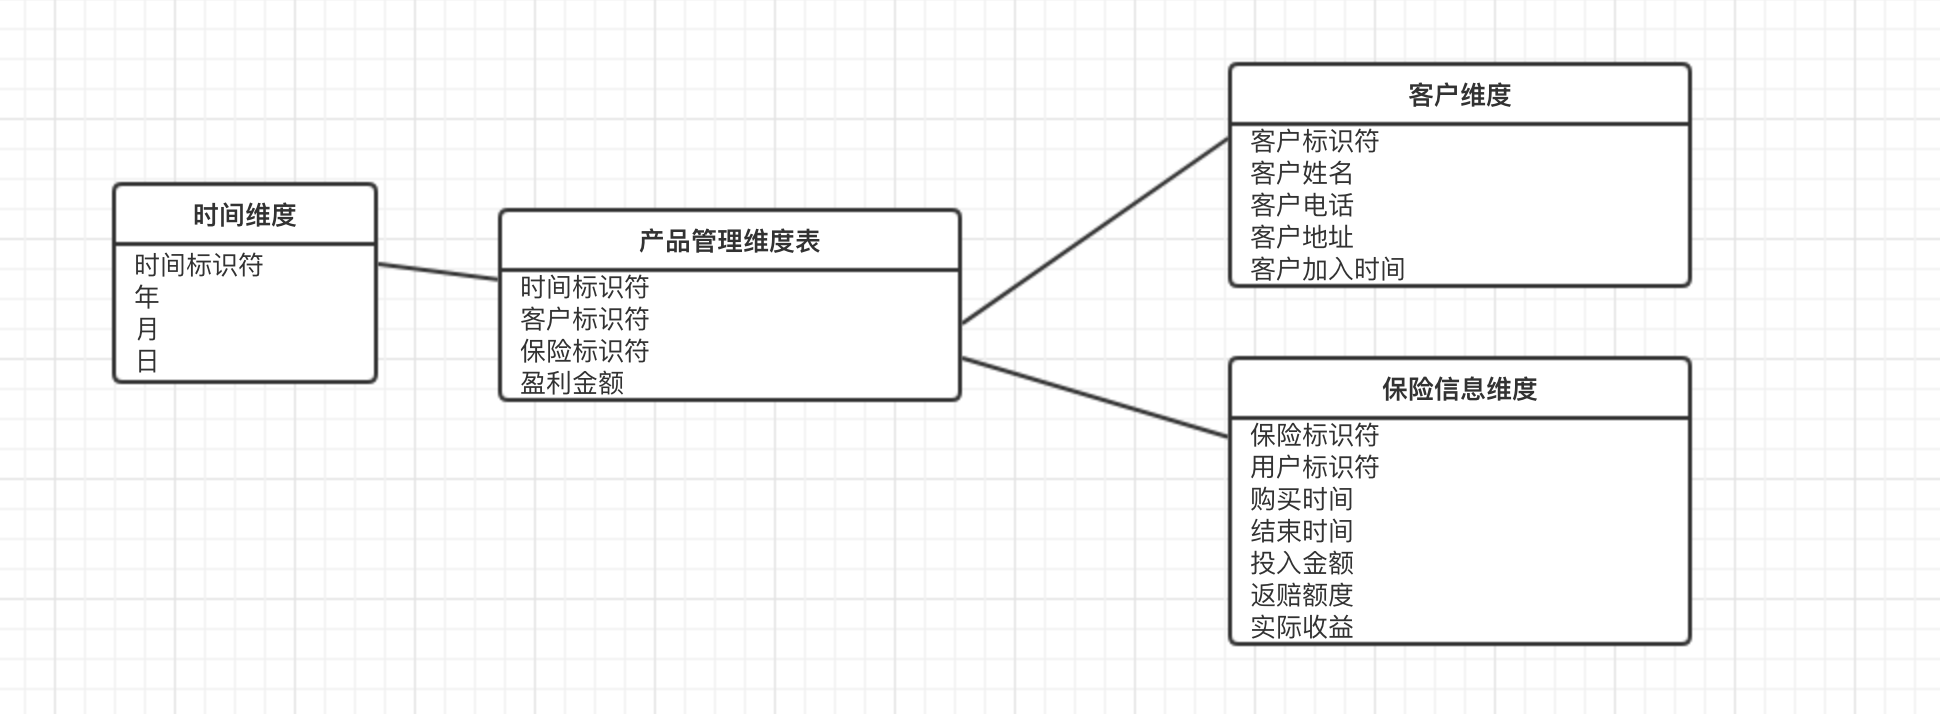 时间维度
时间标识符
年
月
日
产品管理维度表
时间标识符
客户标识符
保险标识符
盈利金额
客户维度
客户标识符
客户姓名
客户电话
客户地址
客户加入时间
保险信息维度
保险标识符
用户标识符
购买时间
结束时间
投入金额
返赔额度
实际收益